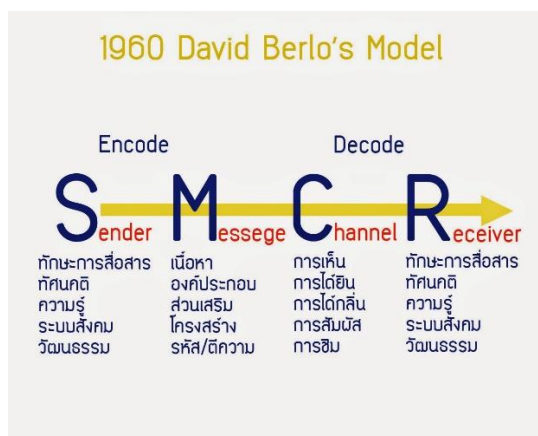 1960 David Berlo's Model
Encode Decode
Sender Messege Channel Receiver
ทักษะการสื่อสาร
ทัศนคติ
ความรู้
ระบบสังคม
วัฒนธรรม
เนื้อหา
องค์ประกอบ
ส่วนเสริม
โครงสร้าง
รหัส/ตีความ
การเห็น
การได้ยิน
การได้กลิ่น
การสัมผัส
การชิม
ทักษะการสื่อสาร
ทัศนคติ
ความรู้
ระบบสังคม
วัฒนธรรม